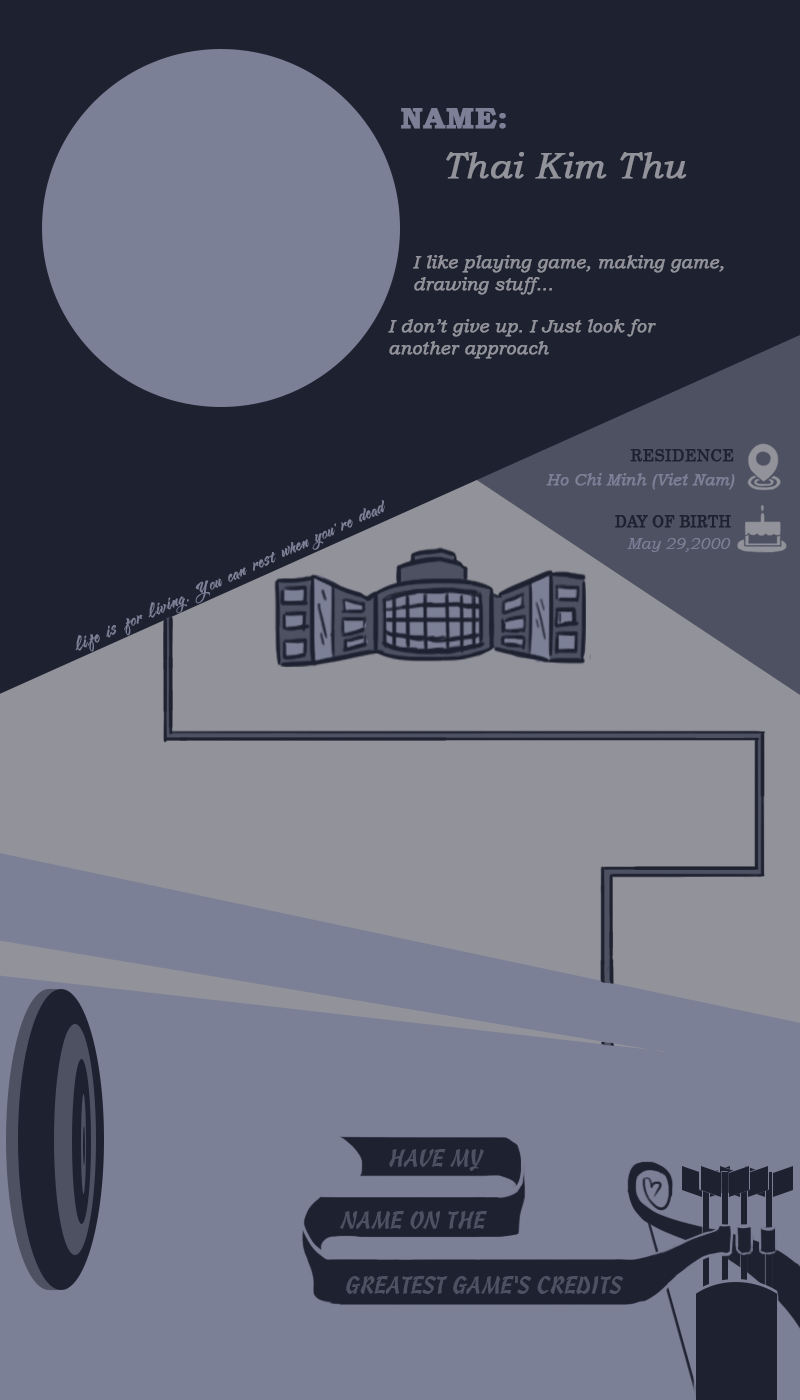 NAME:
Thai Kim Thu
I like playing game, making game,
drawing stuff...
I don't give up. I Just look for
another approach
RESIDENCE
Ho Chi Minh (Viet Nam)
DAY OF BIRTH
May 29,2000
life is for living. You can rest when you're dead
HAVE MY
NAME ON THE
GREATEST GAME'S CREDITS